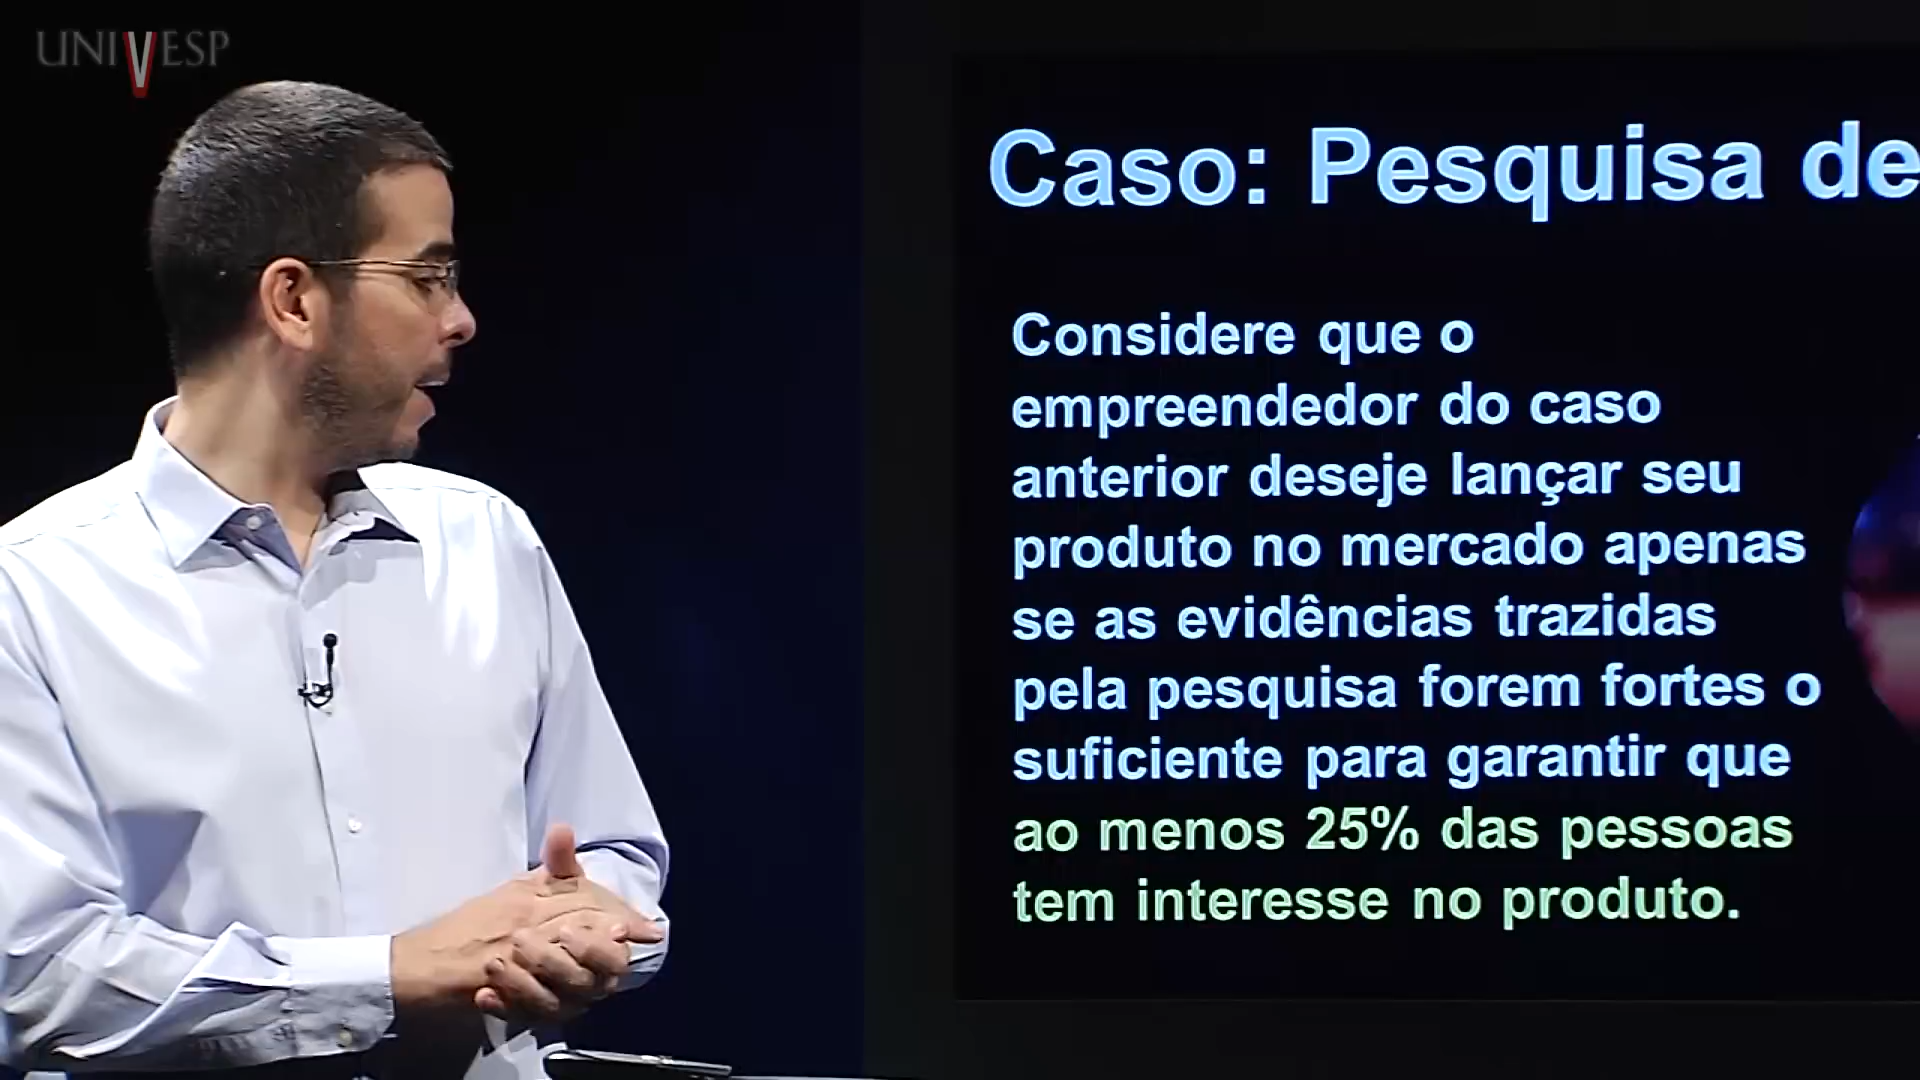 UNIVESP
Caso: Pesquisa de
Considere que o
empreendedor do caso
anterior deseje lançar seu
produto no mercado apenas
se as evidências trazidas
pela pesquisa forem fortes o
suficiente para garantir que
ao menos 25% das pessoas
tem interesse no produto.